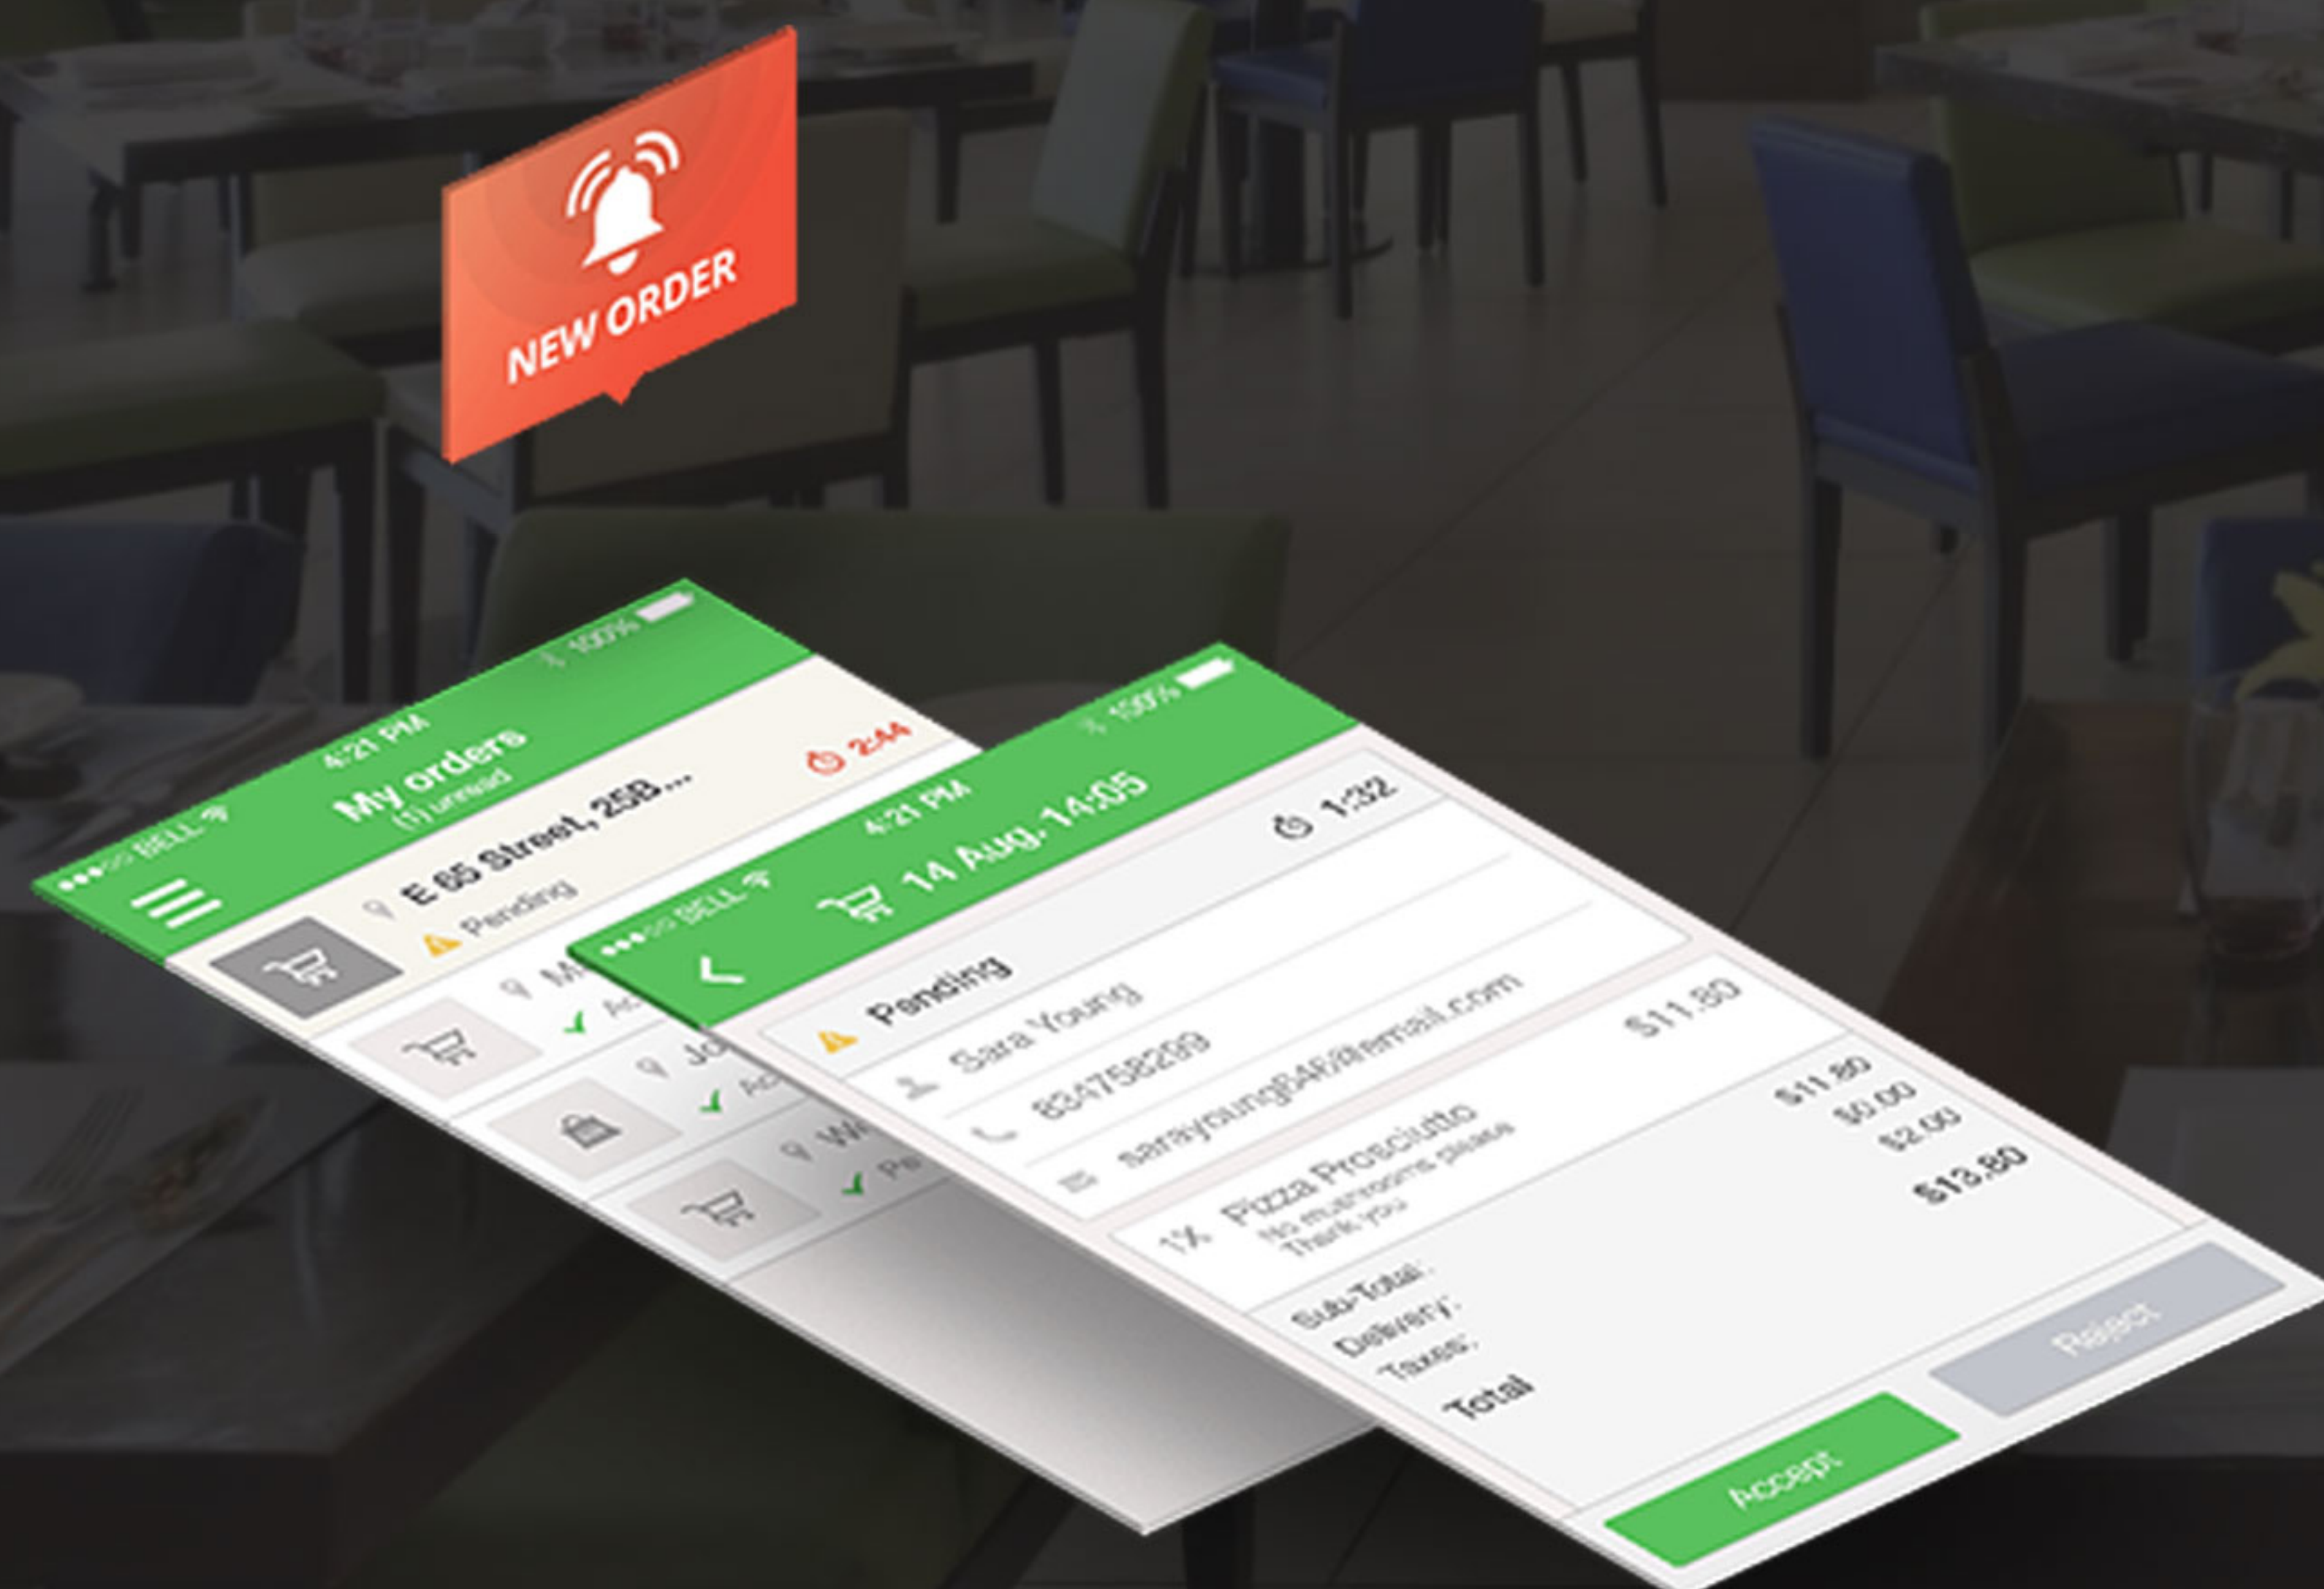 NEW ORDER
BELL
4:21 PM
100%
My orders
(1) unread
E 65 Street, 25B...
2:44
Pending
BELL
4:21 PM
100%
14 Aug, 14:05
Pending
1:32
Sara Young
834758299
sarayoung646@email.com
1X Pizza Prosciutto $11.80
No mushrooms please
Thank you
Sub-Total: $11.80
Delivery: $0.00
Taxes: $2.00
Total $13.80
Accept
Reject